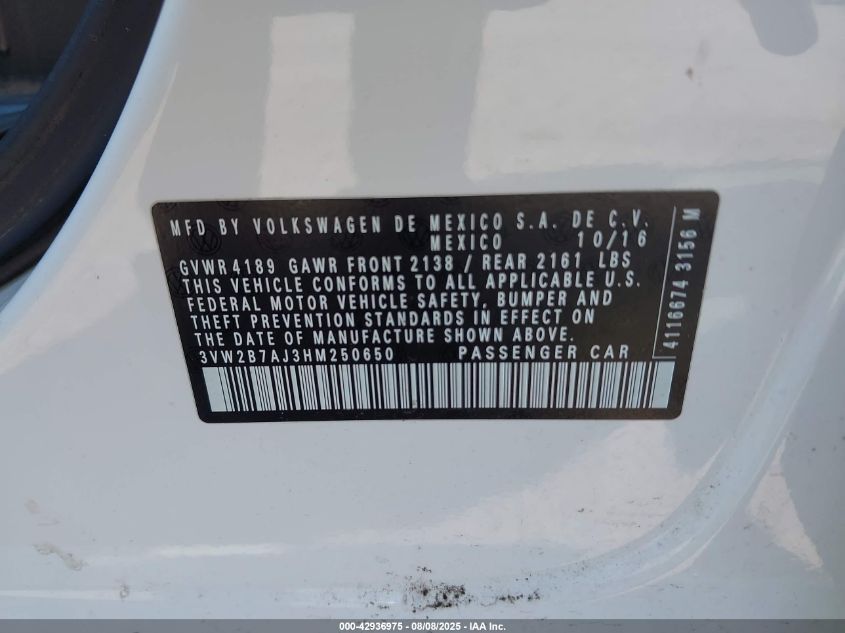 MFD BY VOLKSWAGEN DE MEXICO S.A. DE C.V.
MEXICO 10/16
GVWR 4189 GAWR FRONT 2138 / REAR 2161 LBS
THIS VEHICLE CONFORMS TO ALL APPLICABLE U.S.
FEDERAL MOTOR VEHICLE SAFETY, BUMPER AND
THEFT PREVENTION STANDARDS IN EFFECT ON
THE DATE OF MANUFACTURE SHOWN ABOVE.
3VW2B7AJ3HM250650 PASSENGER CAR
4116674 3156 M
000-42936975 - 08/08/2025 - IAA Inc.